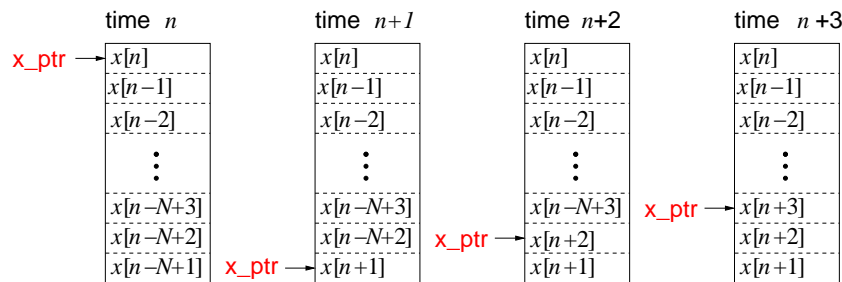 time n
x_ptr
x[n]
x[n−1]
x[n−2]
x[n−N+3]
x[n−N+2]
x[n−N+1]
time n+1
x[n]
x[n−1]
x[n−2]
x[n−N+3]
x[n−N+2]
x_ptr
x[n+1]
time n+2
x[n]
x[n−1]
x[n−2]
x[n−N+3]
x_ptr
x[n+2]
x[n+1]
time n +3
x[n]
x[n−1]
x[n−2]
x_ptr
x[n+3]
x[n+2]
x[n+1]